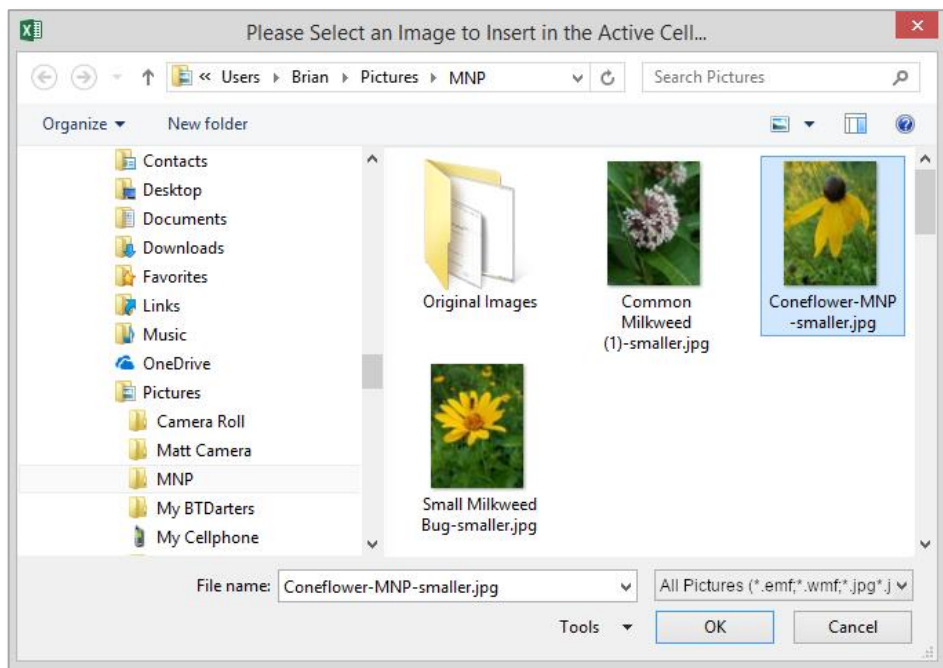 Please Select an Image to Insert in the Active Cell...
« Users Brian Pictures MNP
Search Pictures
Organize
New folder
Contacts
Desktop
Documents
Downloads
Favorites
Links
Music
OneDrive
Pictures
Camera Roll
Matt Camera
MNP
My BTDarters
My Cellphone
Original Images
Common
Milkweed
(1)-smaller.jpg
Coneflower-MNP
-smaller.jpg
Small Milkweed
Bug-smaller.jpg
File name: Coneflower-MNP-smaller.jpg
All Pictures (*.emf;*.wmf;*.jpg*.j
Tools
OK
Cancel